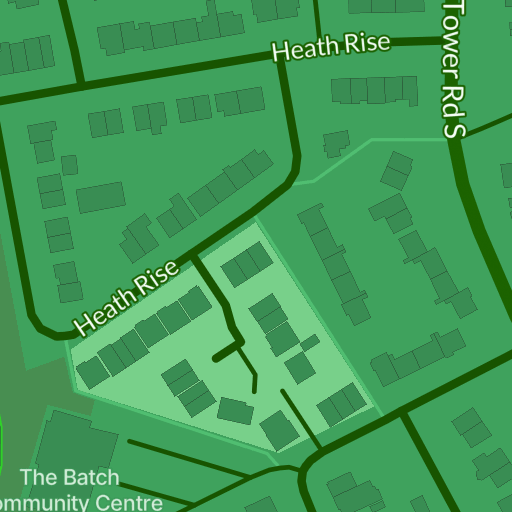 Heath Rise
Tower Rd S
Heath Rise
The Batch
ommunity Centre